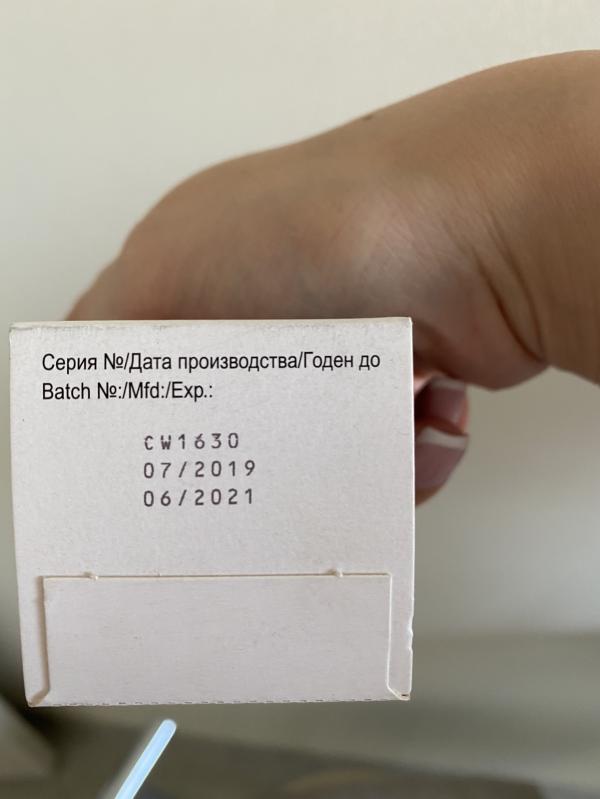 Серия №/Дата производства/Годен до
Batch №:/Mfd:/Exp.:
CW1630
07/2019
06/2021